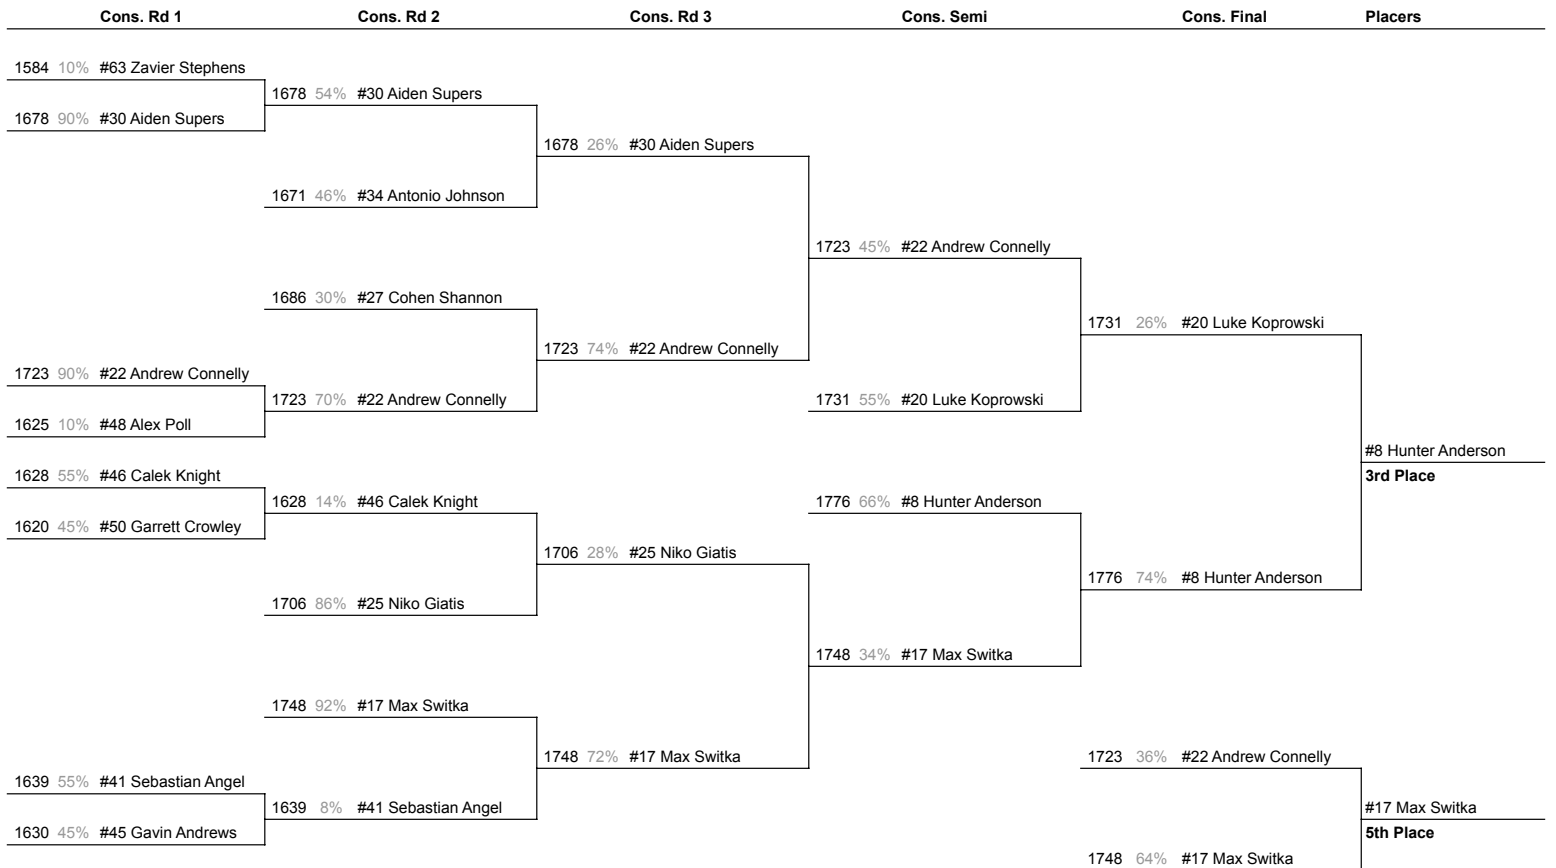 Cons. Rd 1 Cons. Rd 2 Cons. Rd 3 Cons. Semi Cons. Final Placers
1584 10% #63 Zavier Stephens
1678 54% #30 Aiden Supers
1678 90% #30 Aiden Supers
1678 26% #30 Aiden Supers
1671 46% #34 Antonio Johnson
1723 45% #22 Andrew Connelly
1686 30% #27 Cohen Shannon
1731 26% #20 Luke Koprowski
1723 74% #22 Andrew Connelly
1723 90% #22 Andrew Connelly
1723 70% #22 Andrew Connelly
1731 55% #20 Luke Koprowski
1625 10% #48 Alex Poll
#8 Hunter Anderson
1628 55% #46 Calek Knight
3rd Place
1628 14% #46 Calek Knight
1776 66% #8 Hunter Anderson
1620 45% #50 Garrett Crowley
1706 28% #25 Niko Giatis
1776 74% #8 Hunter Anderson
1706 86% #25 Niko Giatis
1748 34% #17 Max Switka
1748 92% #17 Max Switka
1748 72% #17 Max Switka
1723 36% #22 Andrew Connelly
1639 55% #41 Sebastian Angel
1639 8% #41 Sebastian Angel
#17 Max Switka
1630 45% #45 Gavin Andrews
5th Place
1748 64% #17 Max Switka